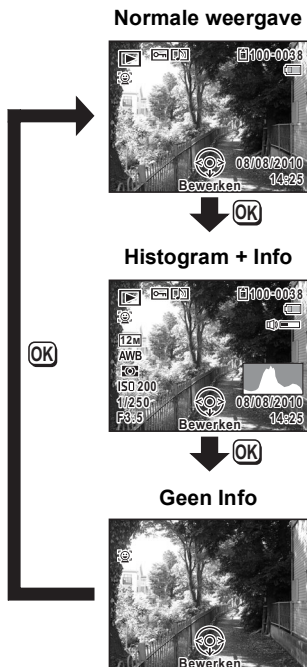 Normale weergave
100-0038
08/08/2010
14:25
Bewerken
OK
Histogram + Info
100-0038
12M
AWB
ISO 200
1/250
F3.5
08/08/2010
14:25
Bewerken
OK
OK
Geen Info
Bewerken